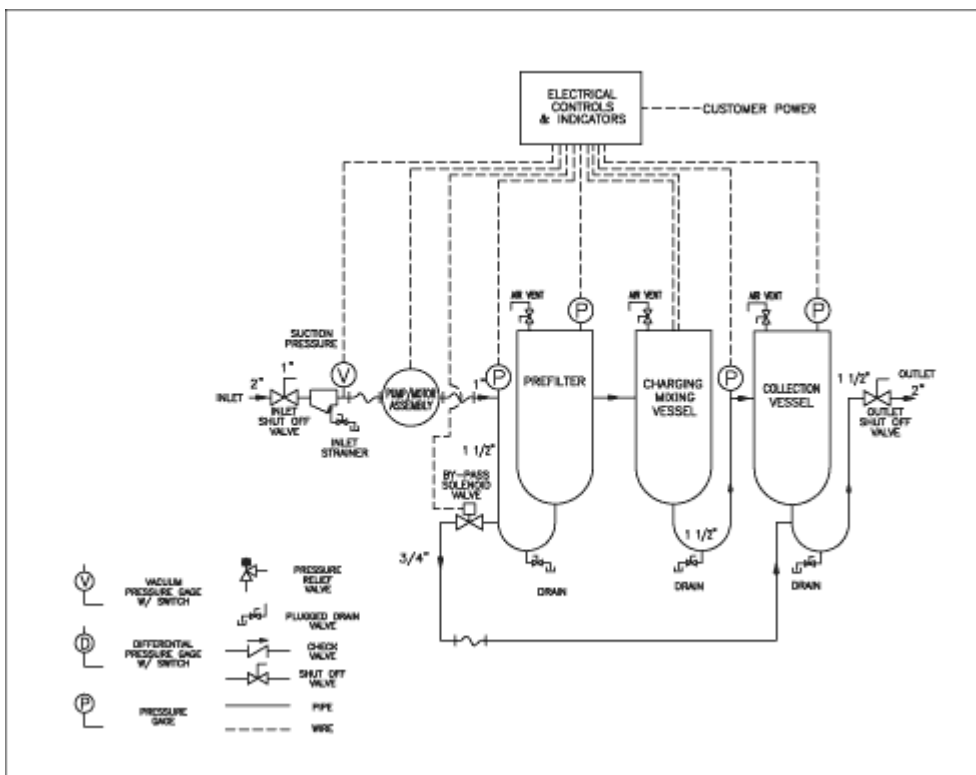 ELECTRICAL
CONTROLS
& INDICATORS
CUSTOMER POWER
AIR VENT
AIR VENT
AIR VENT
SUCTION
PRESSURE
P
P
P
P
V
2"
1"
INLET
INLET
SHUT OFF
VALVE
INLET
STRAINER
PUMP/MOTOR
ASSEMBLY
1"
PREFILTER
CHARGING
MIXING
VESSEL
COLLECTION
VESSEL
1 1/2"
OUTLET
2"
OUTLET
SHUT OFF
VALVE
1 1/2"
BY-PASS
SOLENOID
VALVE
3/4"
1 1/2"
DRAIN
DRAIN
DRAIN
V
VACUUM
PRESSURE GAGE
W/ SWITCH
D
DIFFERENTIAL
PRESSURE GAGE
W/ SWITCH
P
PRESSURE
GAGE
PRESSURE
RELIEF
VALVE
PLUGGED DRAIN
VALVE
CHECK
VALVE
SHUT OFF
VALVE
PIPE
WIRE